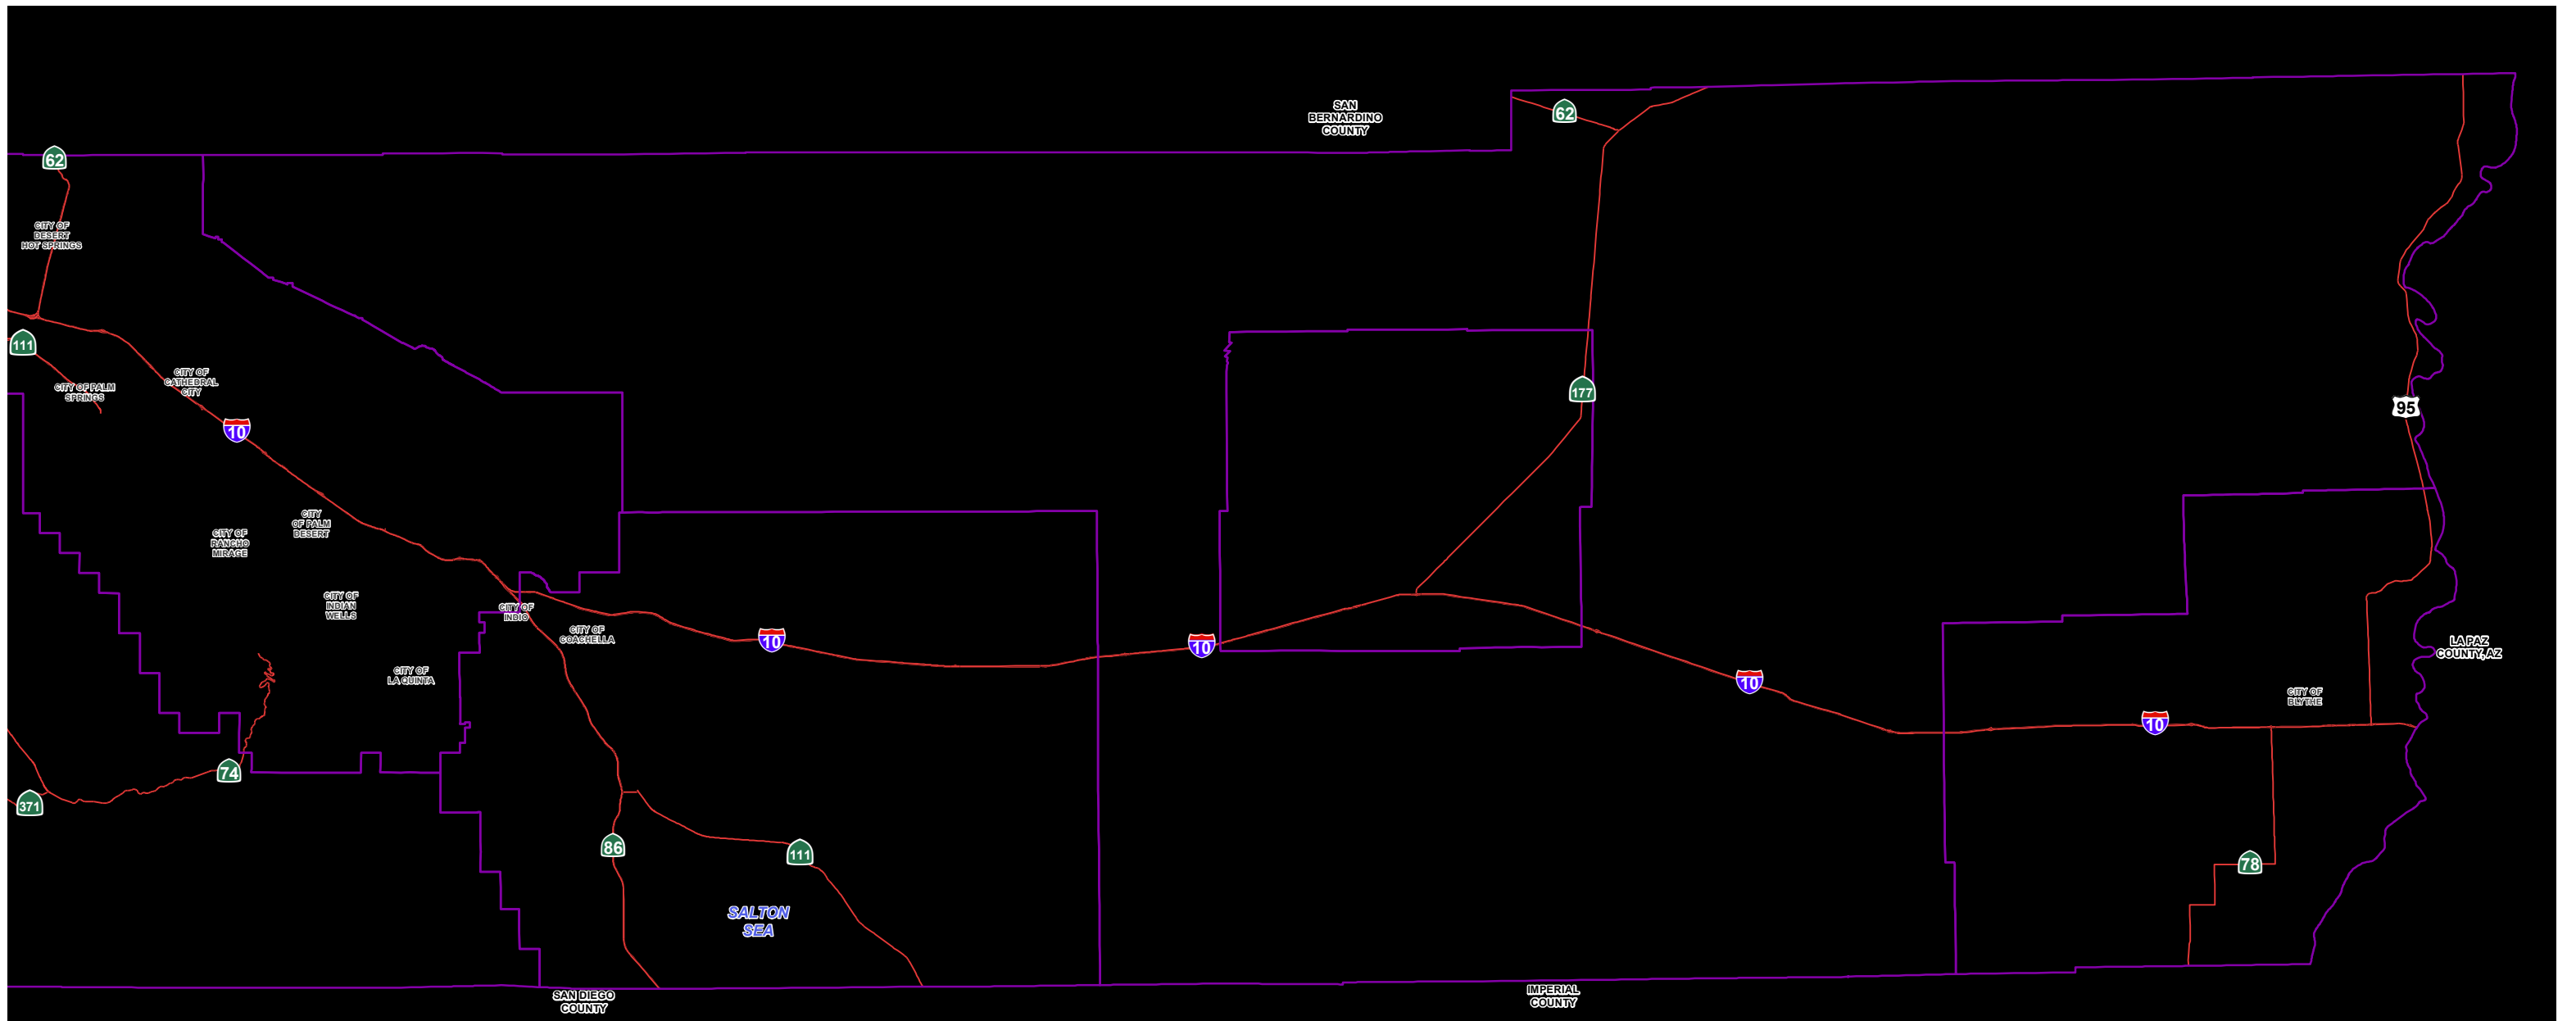 SAN
BERNARDINO
COUNTY
62
62
CITY OF
DESERT
HOT SPRINGS
111
CITY OF PALM
SPRINGS
CITY OF
CATHEDRAL
CITY
10
177
95
CITY
OF PALM
DESERT
CITY OF
RANCHO
MIRAGE
CITY OF
INDIAN
WELLS
CITY OF
INDIO
CITY OF
COACHELLA
10
10
CITY OF
LA QUINTA
10
LA PAZ
COUNTY, AZ
CITY OF
BLYTHE
10
74
371
86
111
78
SALTON
SEA
SAN DIEGO
COUNTY
IMPERIAL
COUNTY